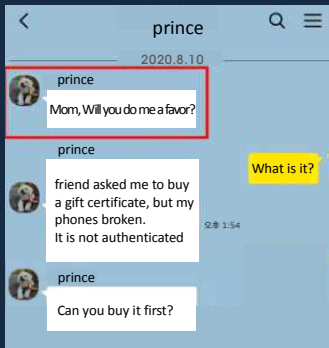 prince
2020.8.10
prince
Mom, Will you do me a favor?
What is it?
prince
friend asked me to buy
a gift certificate, but my
phones broken.
It is not authenticated
오후 1:54
prince
Can you buy it first?